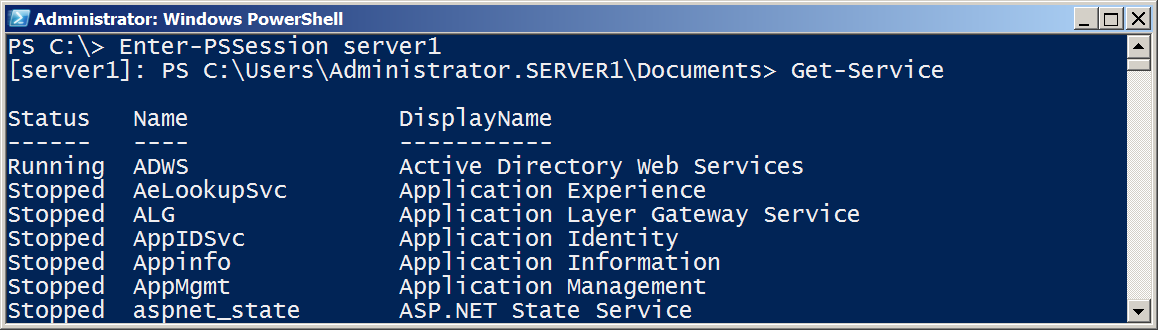 Administrator: Windows PowerShell
PS C:\> Enter-PSSession server1
[server1]: PS C:\Users\Administrator.SERVER1\Documents> Get-Service

Status   Name               DisplayName
------   ----               -----------
Running  ADWS               Active Directory Web Services
Stopped  AeLookupSvc        Application Experience
Stopped  ALG                Application Layer Gateway Service
Stopped  AppIDSvc           Application Identity
Stopped  Appinfo            Application Information
Stopped  AppMgmt            Application Management
Stopped  aspnet_state       ASP.NET State Service